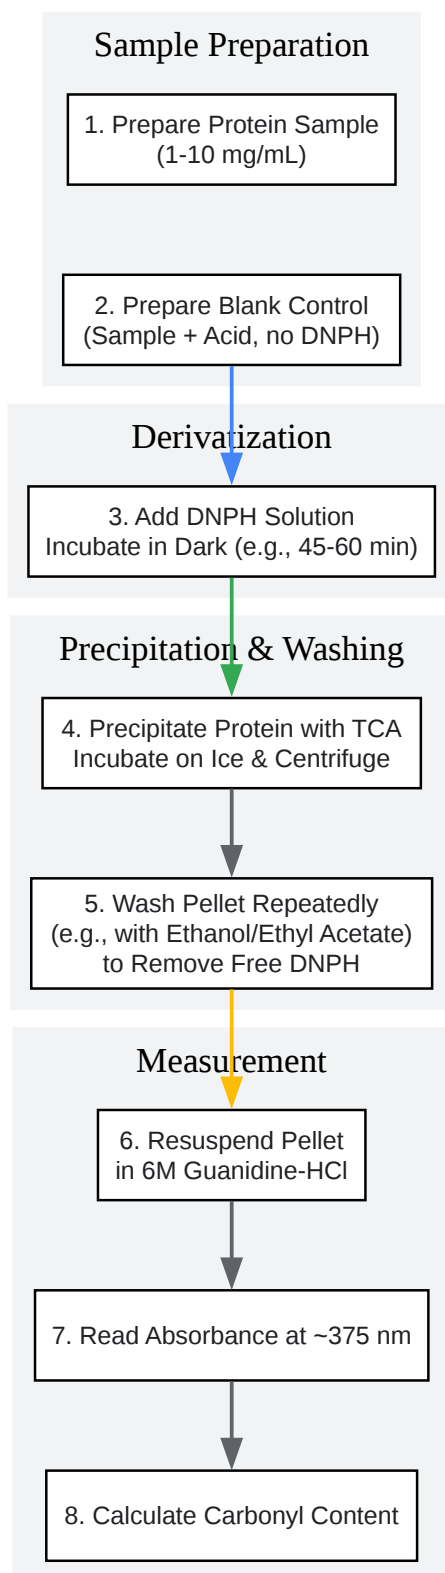 Sample Preparation
1. Prepare Protein Sample
(1-10 mg/mL)
2. Prepare Blank Control
(Sample + Acid, no DNPH)
Derivatization
3. Add DNPH Solution
Incubate in Dark (e.g., 45-60 min)
Precipitation & Washing
4. Precipitate Protein with TCA
Incubate on Ice & Centrifuge
5. Wash Pellet Repeatedly
(e.g., with Ethanol/Ethyl Acetate)
to Remove Free DNPH
Measurement
6. Resuspend Pellet
in 6M Guanidine-HCl
7. Read Absorbance at ~375 nm
8. Calculate Carbonyl Content